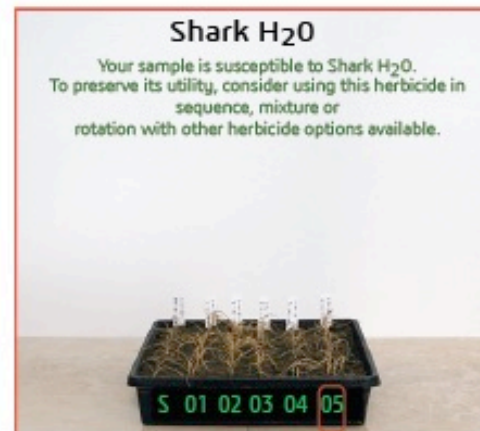 Shark H2O
Your sample is susceptible to Shark H2O.
To preserve its utility, consider using this herbicide in
sequence, mixture or
rotation with other herbicide options available.
S 01 02 03 04 05